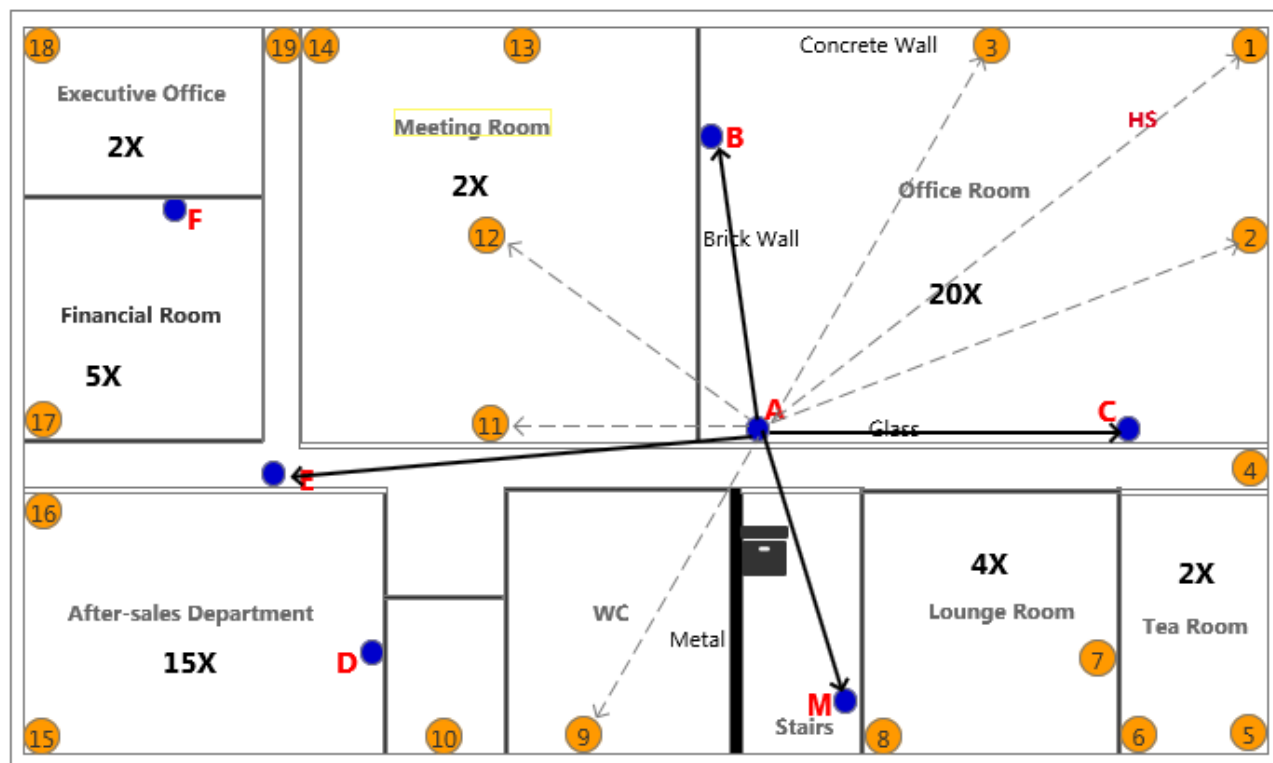 18
19
14
13
Concrete Wall
3
1
Executive Office
2X
Meeting Room
2X
B
HS
Office Room
F
12
Brick Wall
2
20X
Financial Room
5X
17
11
A
Glass
C
E
4
16
After-sales Department
15X
D
WC
Metal
4X
Lounge Room
7
2X
Tea Room
M
Stairs
15
10
9
8
6
5